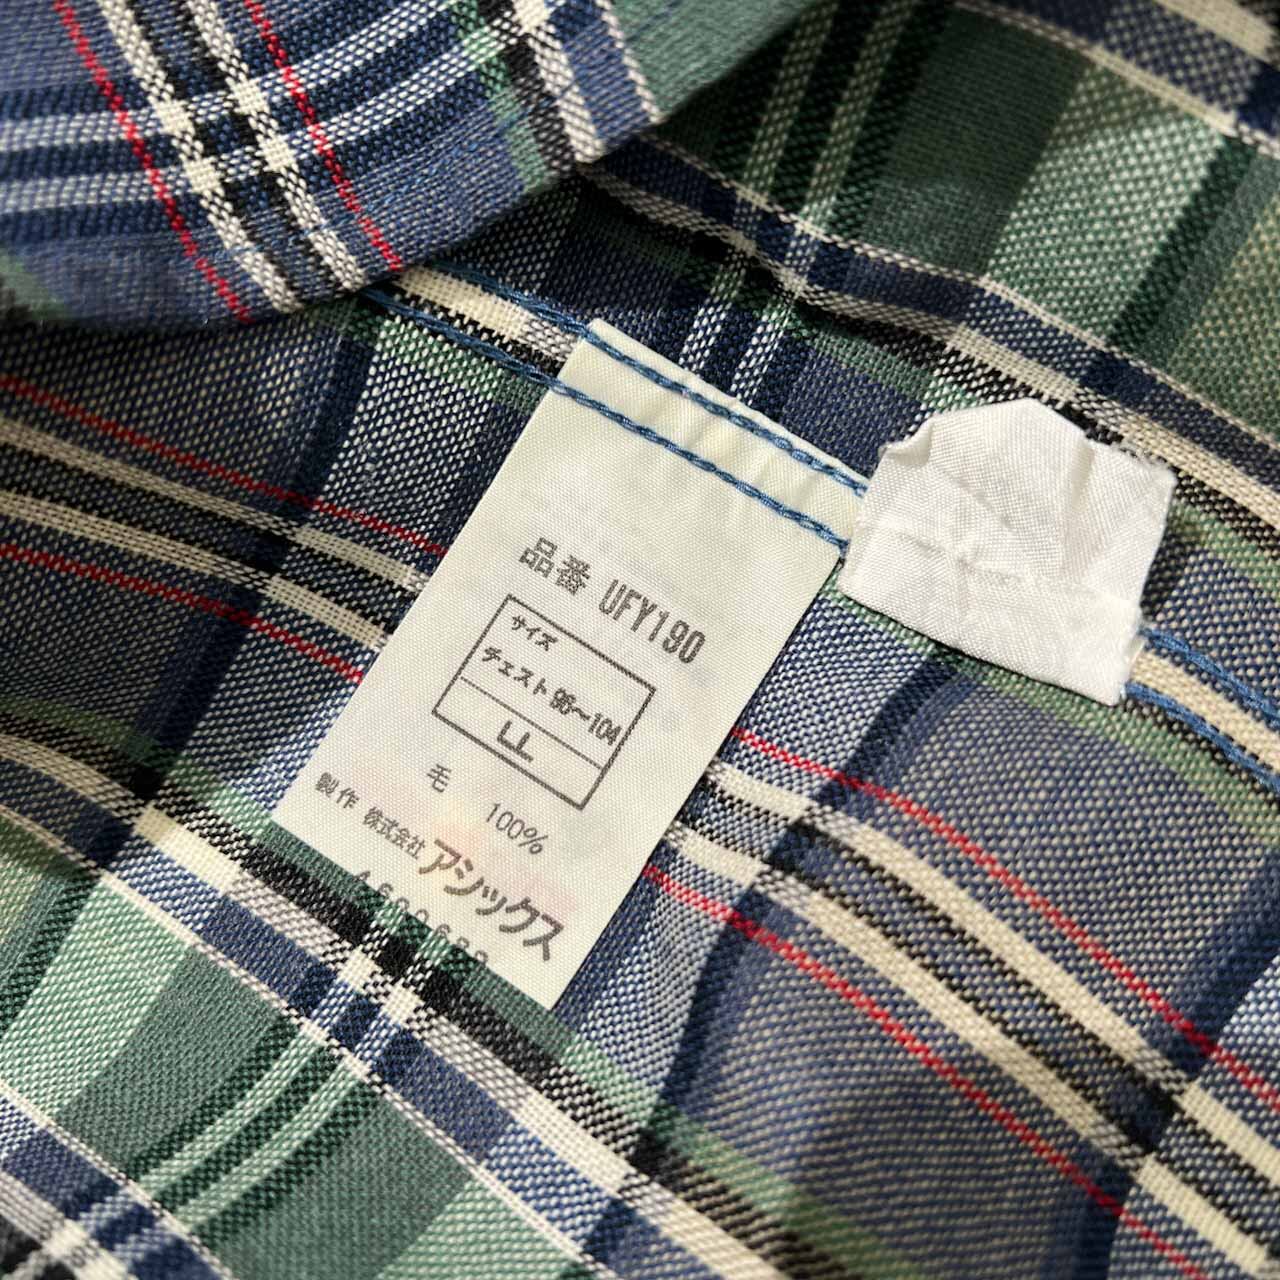 品番 UFY190
サイズ
チェスト 96～104
LL
毛 100%
製作 株式会社 アシックス